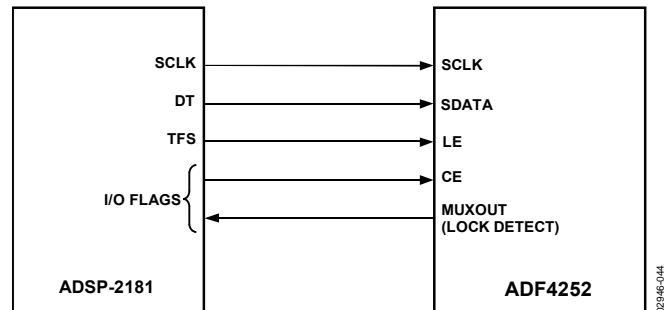 SCLK
DT
TFS
I/O FLAGS
ADSP-2181
SCLK
SDATA
LE
CE
MUXOUT
(LOCK DETECT)
ADF4252
02946-044